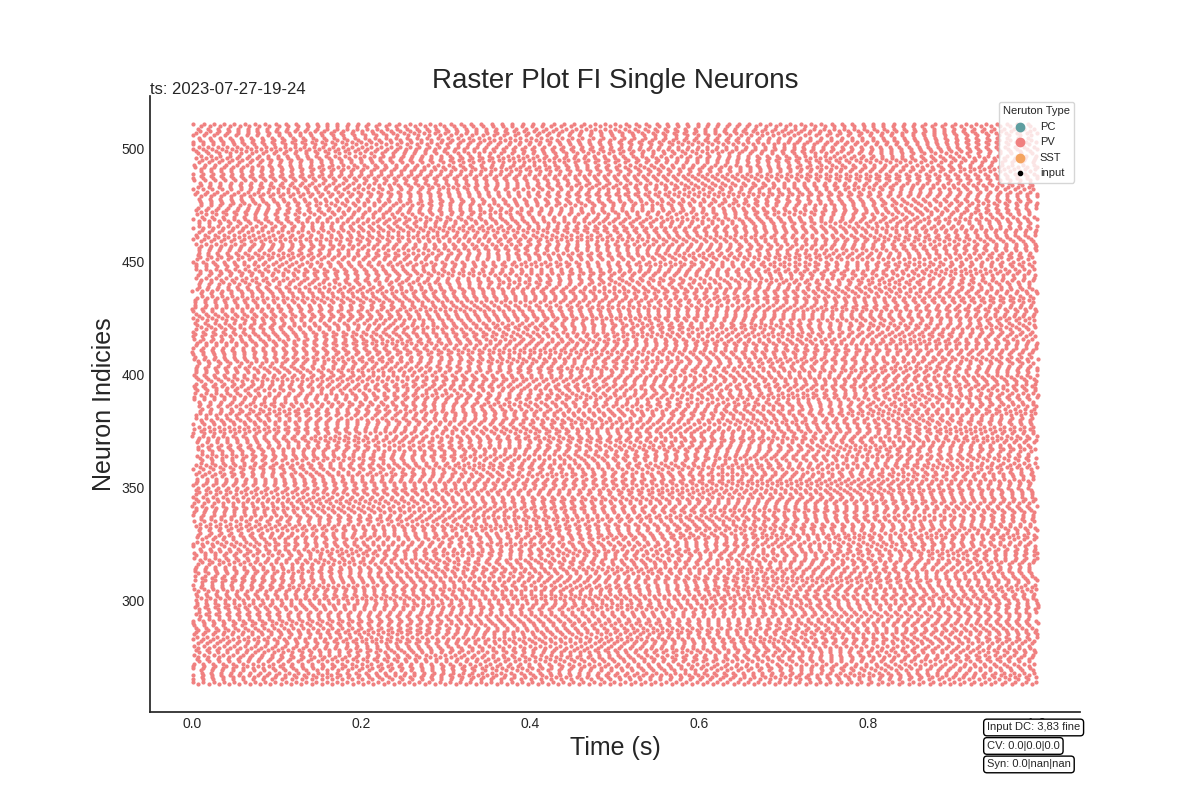 Raster Plot FI Single Neurons
ts: 2023-07-27-19-24
Neruton Type
PC
PV
SST
input
500
450
400
350
300
Neuron Indicies
0.0 0.2 0.4 0.6 0.8
Time (s)
Input DC: 3,83 fine
CV: 0.0|0.0|0.0
Syn: 0.0|nan|nan